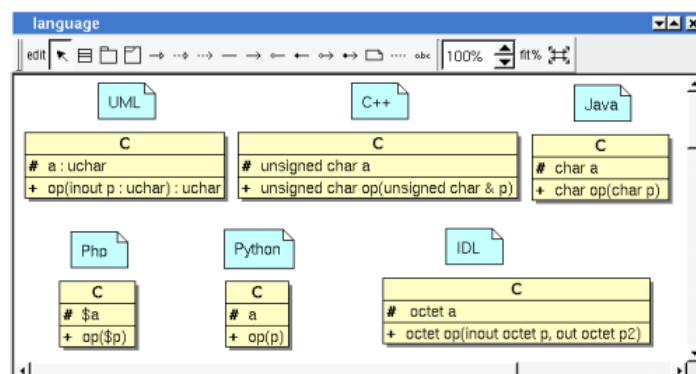 language
edit 100% fit%
UML C++ Java
C
# a : uchar
+ op(inout p : uchar) : uchar
C
# unsigned char a
+ unsigned char op(unsigned char & p)
C
# char a
+ char op(char p)
Php Python IDL
C
# $a
+ op($p)
C
# a
+ op(p)
C
# octet a
+ octet op(inout octet p, out octet p2)